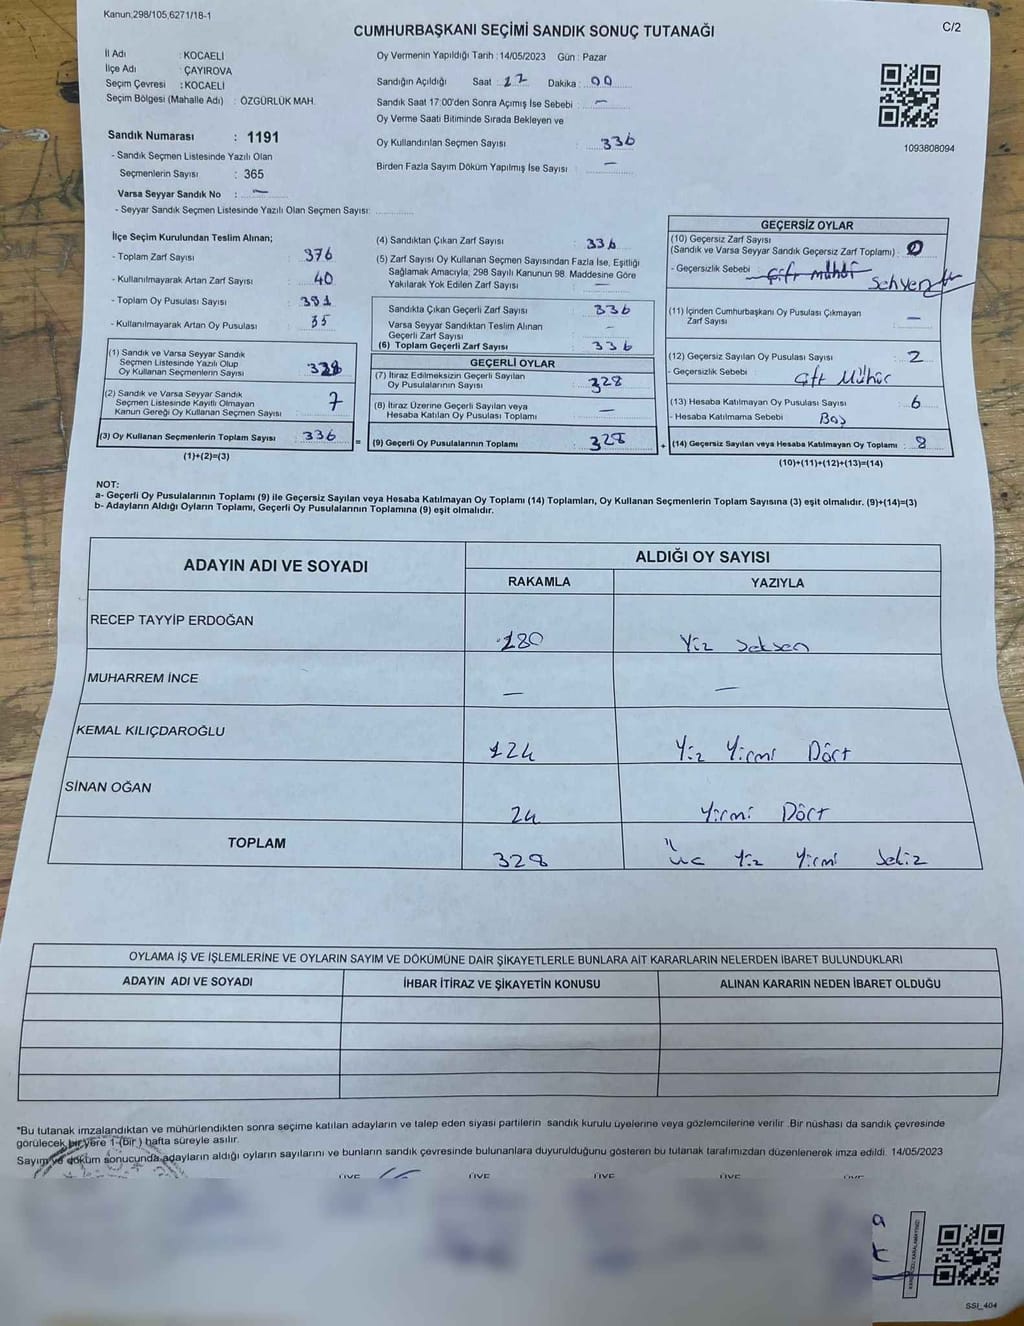 Kanun,298/105,6271/18-1
CUMHURBAŞKANI SEÇİMİ SANDIK SONUÇ TUTANAĞI
C/2
İl Adı : KOCAELİ
İlçe Adı : ÇAYIROVA
Seçim Çevresi : KOCAELİ
Seçim Bölgesi (Mahalle Adı) : ÖZGÜRLÜK MAH.
Sandık Numarası : 1191
- Sandık Seçmen Listesinde Yazılı Olan
Seçmenlerin Sayısı : 365
Varsa Seyyar Sandık No : —
- Seyyar Sandık Seçmen Listesinde Yazılı Olan Seçmen Sayısı:
Oy Vermenin Yapıldığı Tarih : 14/05/2023 Gün : Pazar
Sandığın Açıldığı Saat : 17 Dakika : 00
Sandık Saat 17:00'den Sonra Açımış İse Sebebi : —
Oy Verme Saati Bitiminde Sırada Bekleyen ve
Oy Kullandırılan Seçmen Sayısı : 336
Birden Fazla Sayım Döküm Yapılmış İse Sayısı : —
1093808094
İlçe Seçim Kurulundan Teslim Alınan;
- Toplam Zarf Sayısı : 376
- Kullanılmayarak Artan Zarf Sayısı : 40
- Toplam Oy Pusulası Sayısı : 381
- Kullanılmayarak Artan Oy Pusulası : 35
(1) Sandık ve Varsa Seyyar Sandık
Seçmen Listesinde Yazılı Olup
Oy Kullanan Seçmenlerin Sayısı :
(2) Sandık ve Varsa Seyyar Sandık
Seçmen Listesinde Kayıtlı Olmayan
Kanun Gereği Oy Kullanan Seçmen Sayısı : 7
(3) Oy Kullanan Seçmenlerin Toplam Sayısı : 336
(1)+(2)=(3)
(4) Sandıktan Çıkan Zarf Sayısı : 336
(5) Zarf Sayısı Oy Kullanan Seçmen Sayısından Fazla İse, Eşitliği
Sağlamak Amacıyla; 298 Sayılı Kanunun 98. Maddesine Göre
Yakılarak Yok Edilen Zarf Sayısı : —
Sandıkta Çıkan Geçerli Zarf Sayısı : 336
Varsa Seyyar Sandıktan Teslim Alınan
Geçerli Zarf Sayısı : —
(6) Toplam Geçerli Zarf Sayısı : 336
GEÇERLİ OYLAR
(7) İtiraz Edilmeksizin Geçerli Sayılan
Oy Pusulalarının Sayısı : 328
(8) İtiraz Üzerine Geçerli Sayılan veya
Hesaba Katılan Oy Pusulası Toplamı : —
= (9) Geçerli Oy Pusulalarının Toplamı : 328
GEÇERSİZ OYLAR
(10) Geçersiz Zarf Sayısı
(Sandık ve Varsa Seyyar Sandık Geçersiz Zarf Toplamı) : 0
- Geçersizlik Sebebi : Çift Mühür Sehven
(11) İçinden Cumhurbaşkanı Oy Pusulası Çıkmayan
Zarf Sayısı : —
(12) Geçersiz Sayılan Oy Pusulası Sayısı : 2
- Geçersizlik Sebebi : Çift Mühür
(13) Hesaba Katılmayan Oy Pusulası Sayısı : 6
- Hesaba Katılmama Sebebi : Boş
+ (14) Geçersiz Sayılan veya Hesaba Katılmayan Oy Toplamı : 8
(10)+(11)+(12)+(13)=(14)
NOT:
a- Geçerli Oy Pusulalarının Toplamı (9) ile Geçersiz Sayılan veya Hesaba Katılmayan Oy Toplamı (14) Toplamları, Oy Kullanan Seçmenlerin Toplam Sayısına (3) eşit olmalıdır. (9)+(14)=(3)
b- Adayların Aldığı Oyların Toplamı, Geçerli Oy Pusulalarının Toplamına (9) eşit olmalıdır.
ADAYIN ADI VE SOYADI
ALDIĞI OY SAYISI
RAKAMLA YAZIYLA
RECEP TAYYİP ERDOĞAN 180 Yüz Seksen
MUHARREM İNCE — —
KEMAL KILIÇDAROĞLU 124 Yüz Yirmi Dört
SİNAN OĞAN 24 Yirmi Dört
TOPLAM 328 Üç Yüz Yirmi Sekiz
OYLAMA İŞ VE İŞLEMLERİNE VE OYLARIN SAYIM VE DÖKÜMÜNE DAİR ŞİKAYETLERLE BUNLARA AİT KARARLARIN NELERDEN İBARET BULUNDUKLARI
ADAYIN ADI VE SOYADI İHBAR İTİRAZ VE ŞİKAYETİN KONUSU ALINAN KARARIN NEDEN İBARET OLDUĞU
*Bu tutanak imzalandıktan ve mühürlendikten sonra seçime katılan adayların ve talep eden siyasi partilerin sandık kurulu üyelerine veya gözlemcilerine verilir .Bir nüshası da sandık çevresinde
görülecek bir yere 1 (bir ) hafta süreyle asılır.
Sayım ve döküm sonucunda adayların aldığı oyların sayılarını ve bunların sandık çevresinde bulunanlara duyurulduğunu gösteren bu tutanak tarafımızdan düzenlenerek imza edildi. 14/05/2023
ÜYE ÜYE ÜYE ÜYE ÜYE
SSI_404